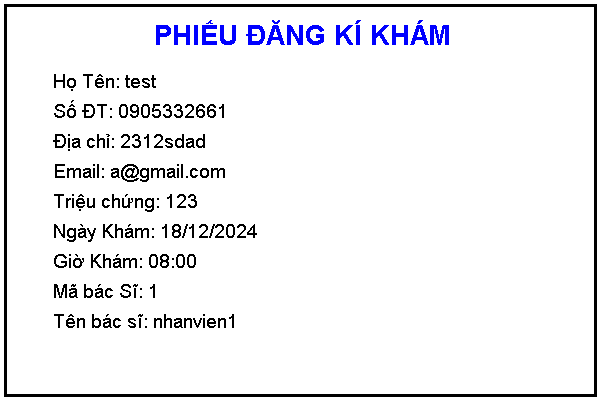 PHIẾU ĐĂNG KÍ KHÁM
Họ Tên: test
Số ĐT: 0905332661
Địa chỉ: 2312sdad
Email: a@gmail.com
Triệu chứng: 123
Ngày Khám: 18/12/2024
Giờ Khám: 08:00
Mã bác Sĩ: 1
Tên bác sĩ: nhanvien1